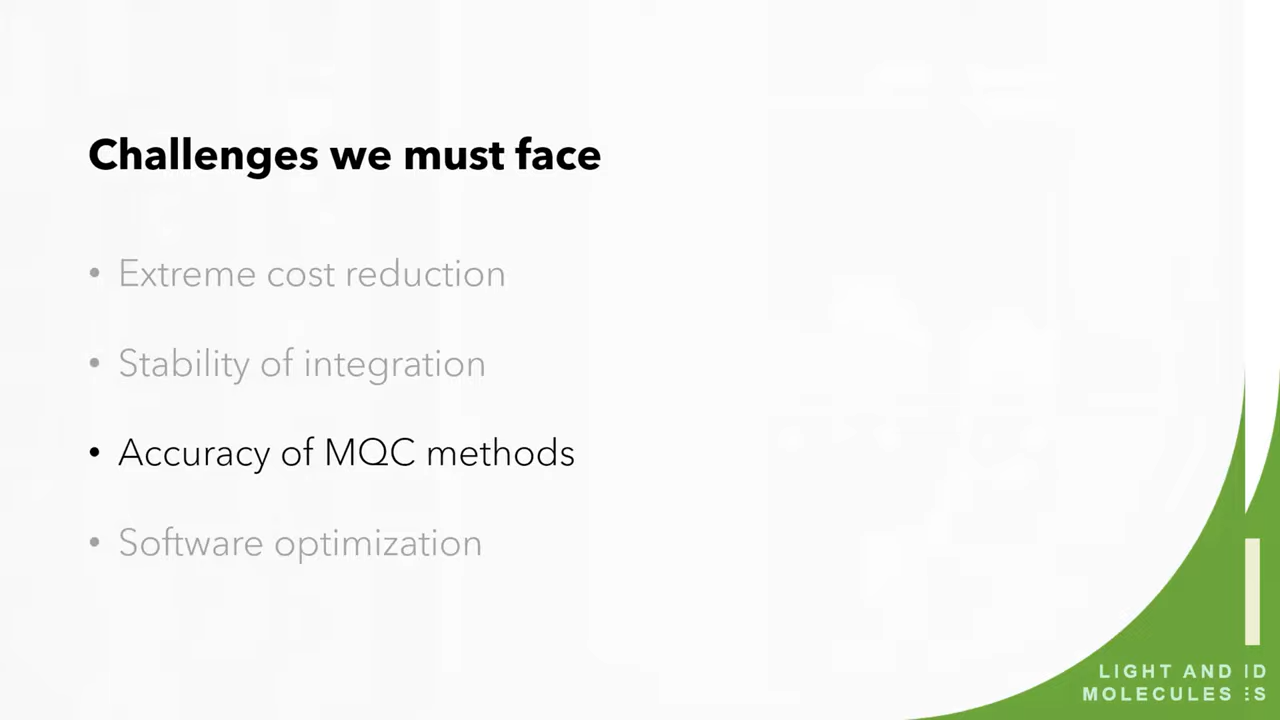 Challenges we must face
• Extreme cost reduction
• Stability of integration
• Accuracy of MQC methods
• Software optimization
LIGHT AND
MOLECULES